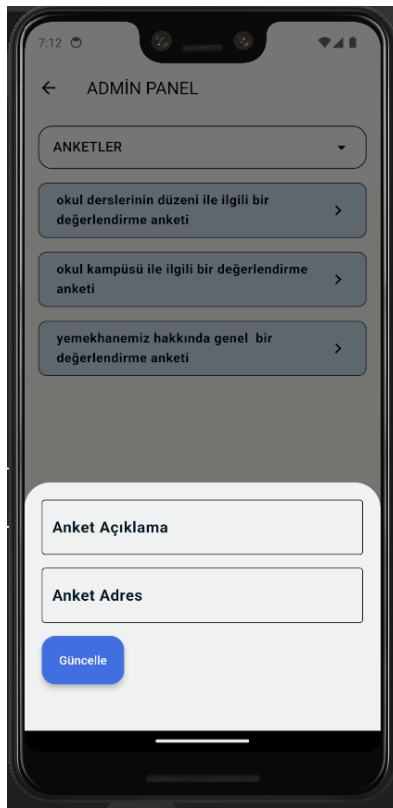 7:12
ADMİN PANEL
ANKETLER
okul derslerinin düzeni ile ilgili bir
değerlendirme anketi
okul kampüsü ile ilgili bir değerlendirme
anketi
yemekhanemiz hakkında genel  bir
değerlendirme anketi
Anket Açıklama
Anket Adres
Güncelle